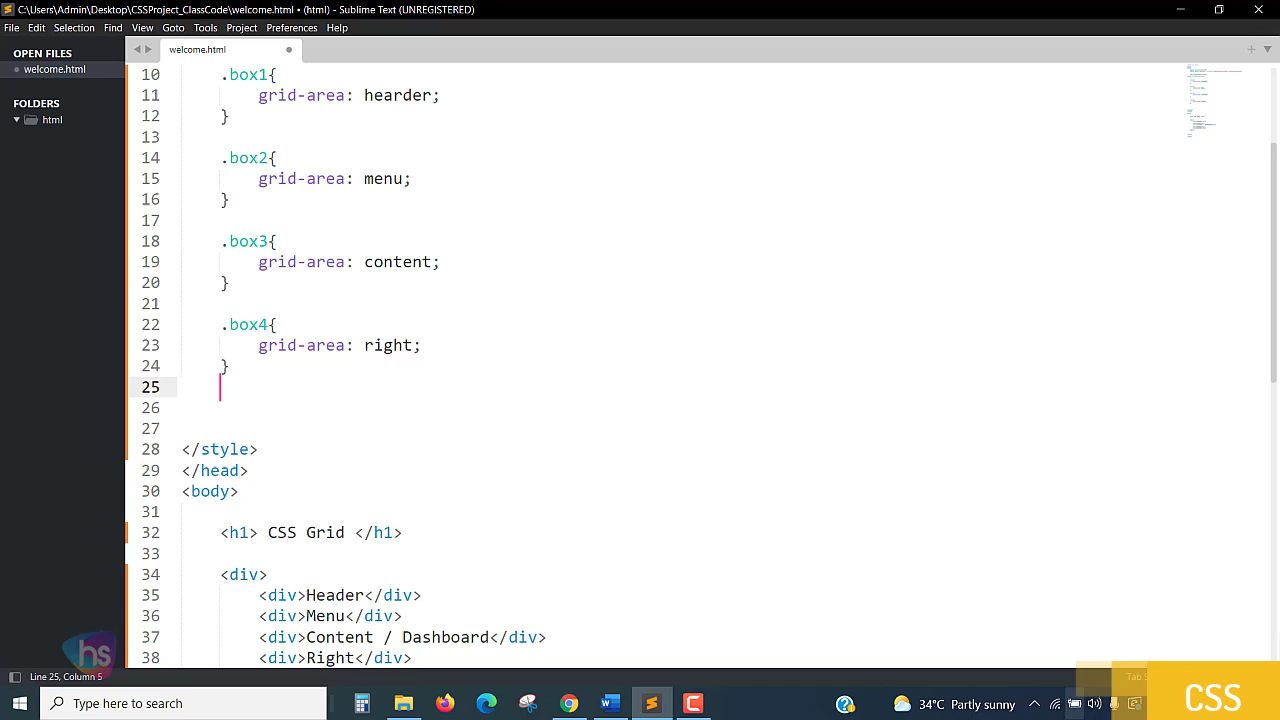 C:\Users\Admin\Desktop\CSSProject_ClassCode\welcome.html • (html) - Sublime Text (UNREGISTERED)
File Edit Selection Find View Goto Tools Project Preferences Help
OPEN FILES
welcome.html
FOLDERS
html
welcome.html
10 .box1{
11 grid-area: hearder;
12 }
13
14 .box2{
15 grid-area: menu;
16 }
17
18 .box3{
19 grid-area: content;
20 }
21
22 .box4{
23 grid-area: right;
24 }
25
26
27
28 </style>
29 </head>
30 <body>
31
32 <h1> CSS Grid </h1>
33
34 <div>
35 <div>Header</div>
36 <div>Menu</div>
37 <div>Content / Dashboard</div>
38 <div>Right</div>
hs
Line 25, Column 5
Tab S
CSS
Type here to search
34°C Partly sunny